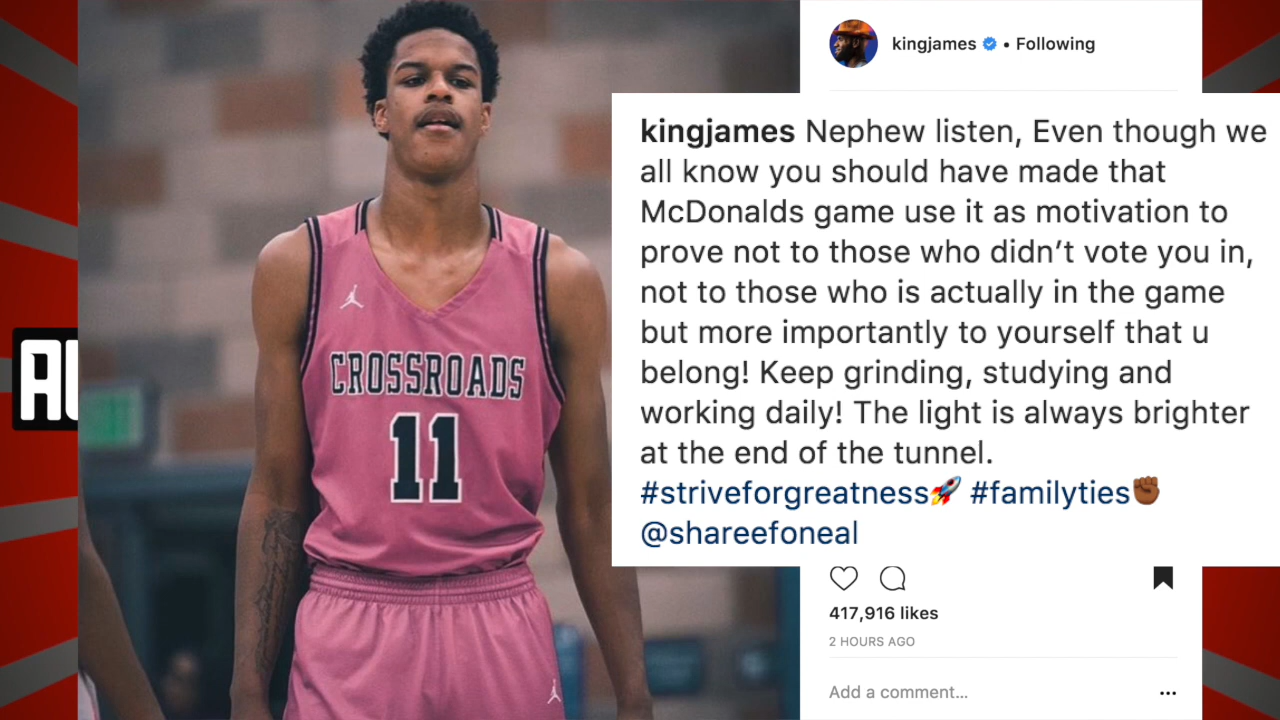 kingjames • Following
kingjames Nephew listen, Even though we
all know you should have made that
McDonalds game use it as motivation to
prove not to those who didn’t vote you in,
not to those who is actually in the game
but more importantly to yourself that u
belong! Keep grinding, studying and
working daily! The light is always brighter
at the end of the tunnel.
#striveforgreatness🚀 #familyties✊🏾
@shareefoneal
CROSSROADS
11
417,916 likes
2 HOURS AGO
Add a comment...